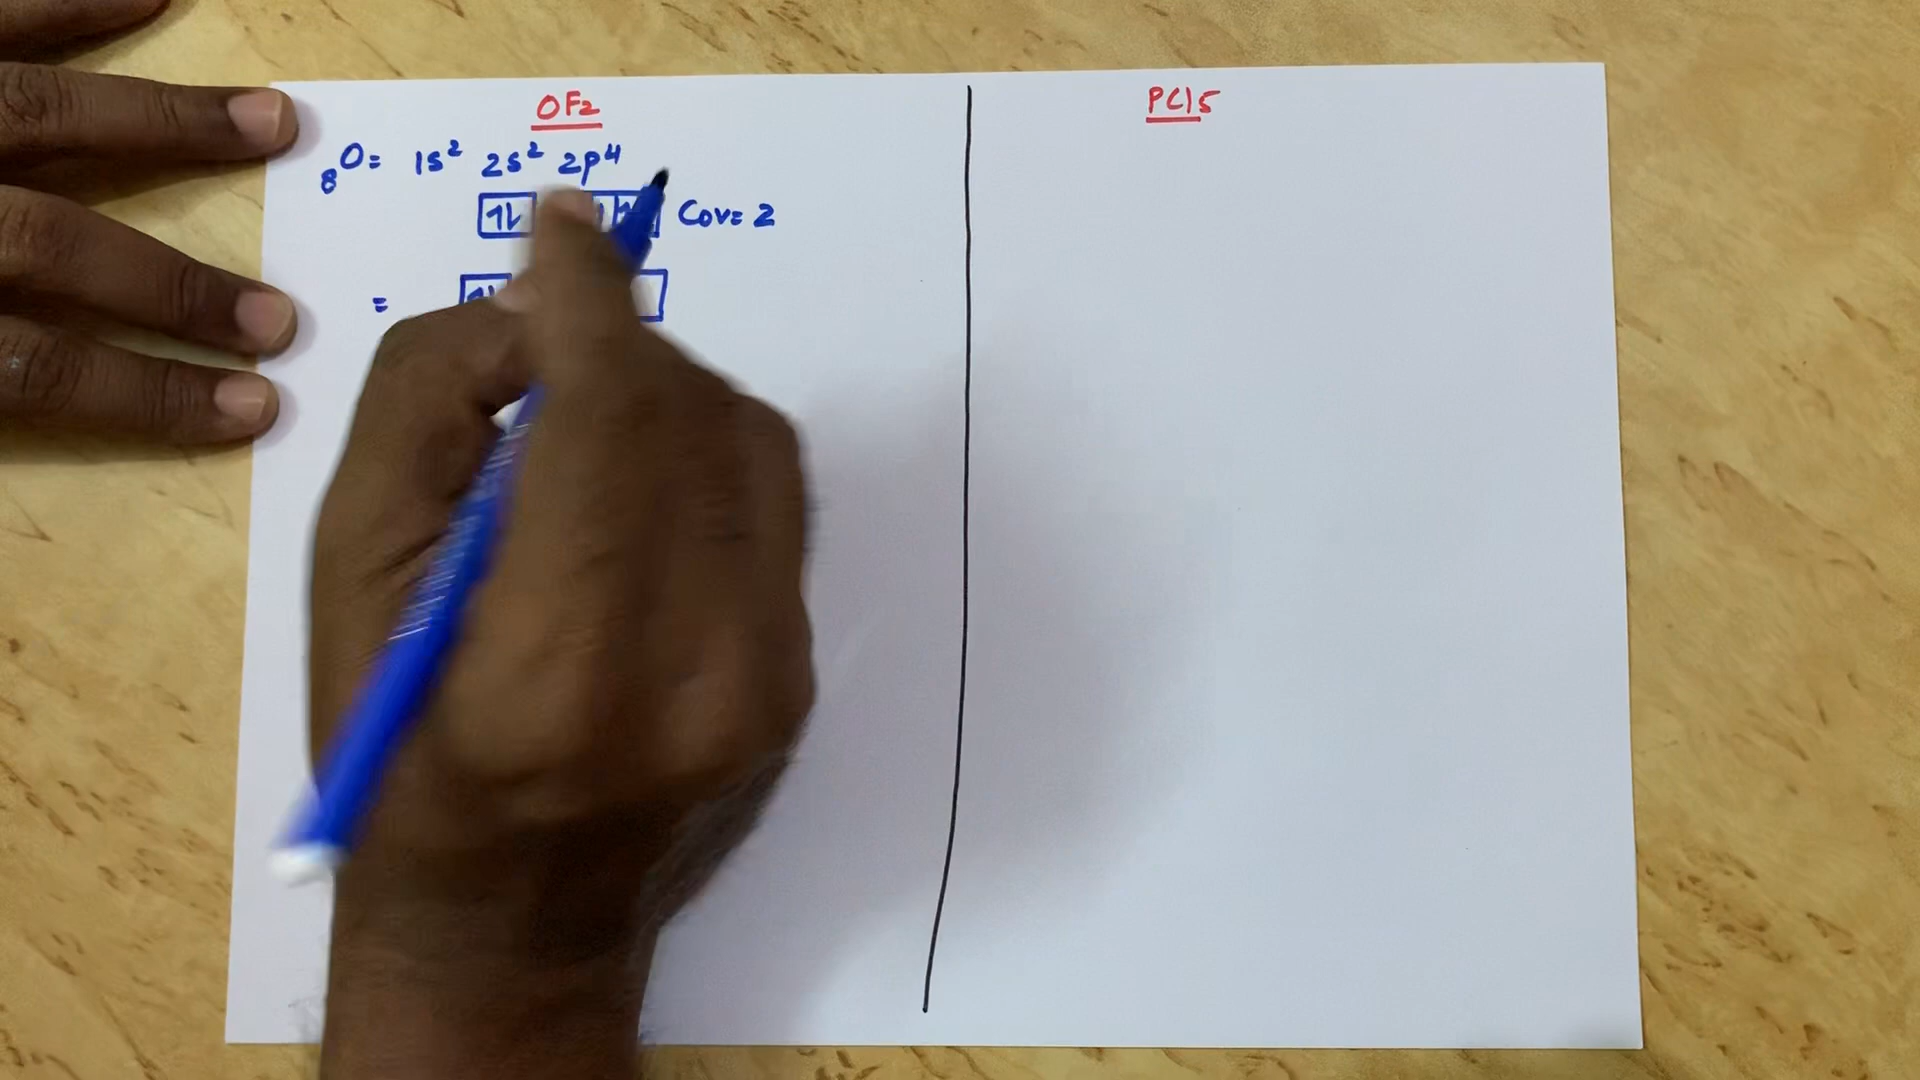 OF2
8O= 1s² 2s² 2p⁴
↑↓ Cov= 2
=
PCl5